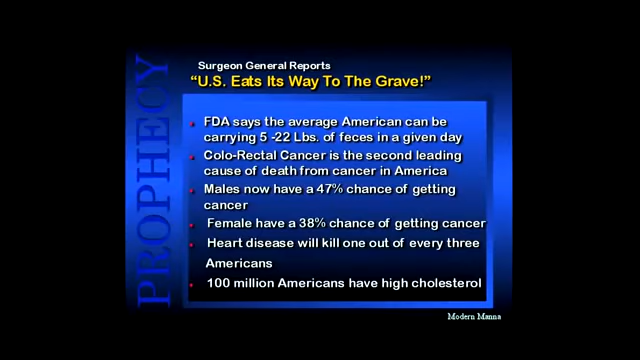 PROPHECY
Surgeon General Reports
“U.S. Eats Its Way To The Grave!”
FDA says the average American can be
carrying 5 -22 Lbs. of feces in a given day
Colo-Rectal Cancer is the second leading
cause of death from cancer in America
Males now have a 47% chance of getting
cancer
Female have a 38% chance of getting cancer
Heart disease will kill one out of every three
Americans
100 million Americans have high cholesterol
Modern Manna